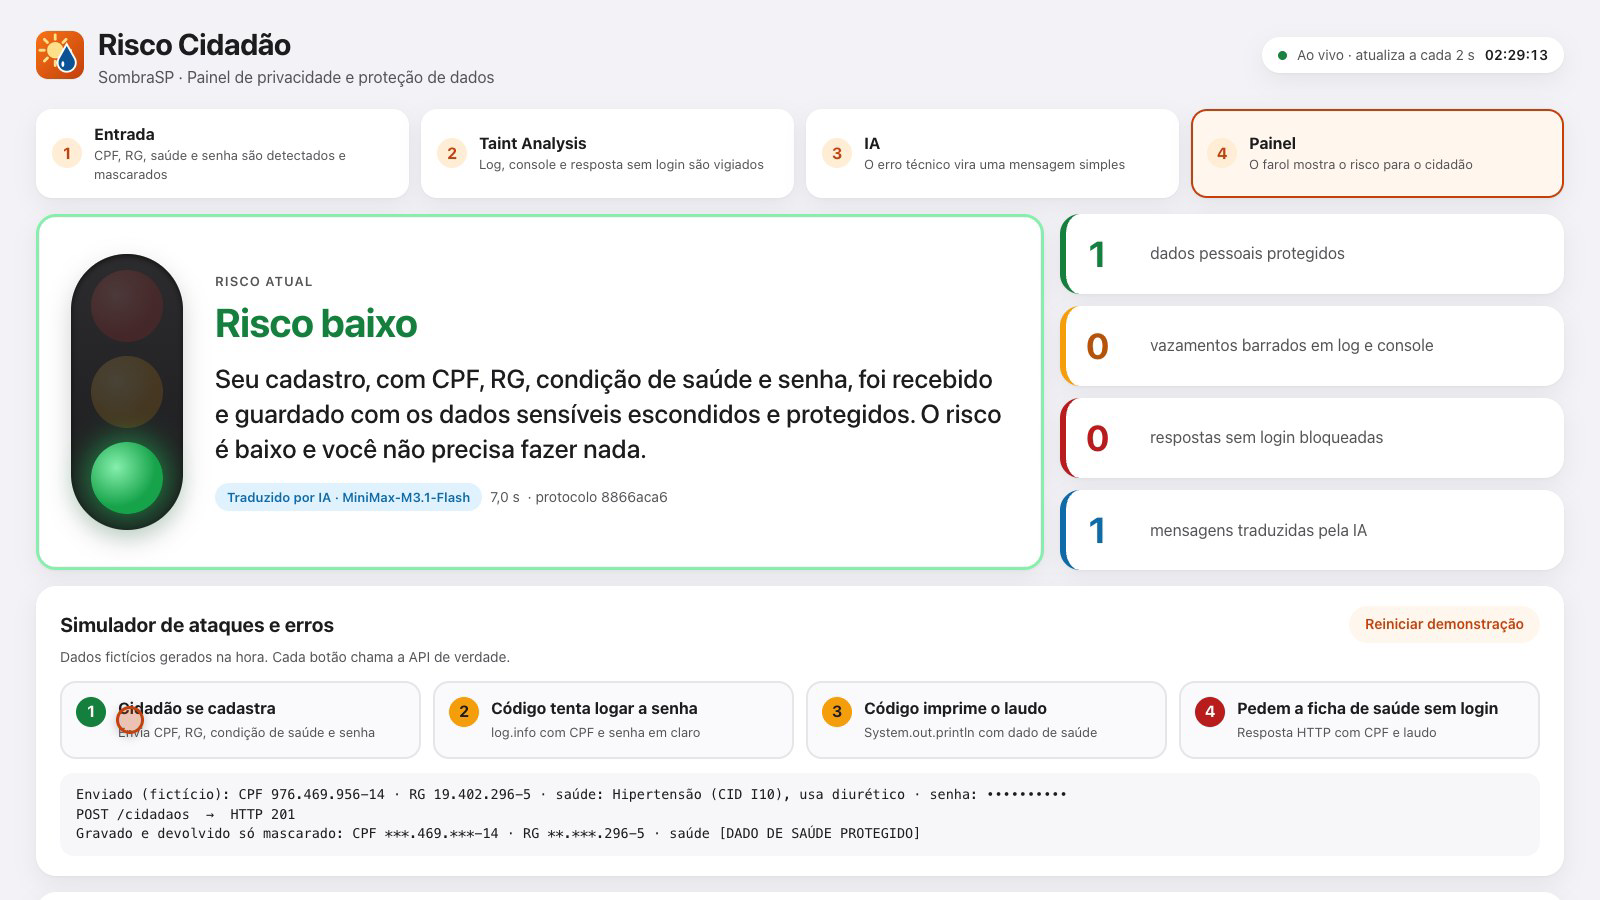 Risco Cidadão
SombraSP · Painel de privacidade e proteção de dados
Ao vivo · atualiza a cada 2 s 02:29:13
1
Entrada
CPF, RG, saúde e senha são detectados e
mascarados
2
Taint Analysis
Log, console e resposta sem login são vigiados
3
IA
O erro técnico vira uma mensagem simples
4
Painel
O farol mostra o risco para o cidadão
RISCO ATUAL
Risco baixo
Seu cadastro, com CPF, RG, condição de saúde e senha, foi recebido
e guardado com os dados sensíveis escondidos e protegidos. O risco
é baixo e você não precisa fazer nada.
Traduzido por IA · MiniMax-M3.1-Flash 7,0 s · protocolo 8866aca6
1 dados pessoais protegidos
0 vazamentos barrados em log e console
0 respostas sem login bloqueadas
1 mensagens traduzidas pela IA
Simulador de ataques e erros
Reiniciar demonstração
Dados fictícios gerados na hora. Cada botão chama a API de verdade.
1
Cidadão se cadastra
Envia CPF, RG, condição de saúde e senha
2
Código tenta logar a senha
log.info com CPF e senha em claro
3
Código imprime o laudo
System.out.println com dado de saúde
4
Pedem a ficha de saúde sem login
Resposta HTTP com CPF e laudo
Enviado (fictício): CPF 976.469.956-14 · RG 19.402.296-5 · saúde: Hipertensão (CID I10), usa diurético · senha: ••••••••••
POST /cidadaos → HTTP 201
Gravado e devolvido só mascarado: CPF ***.469.***-14 · RG **.***.296-5 · saúde [DADO DE SAÚDE PROTEGIDO]